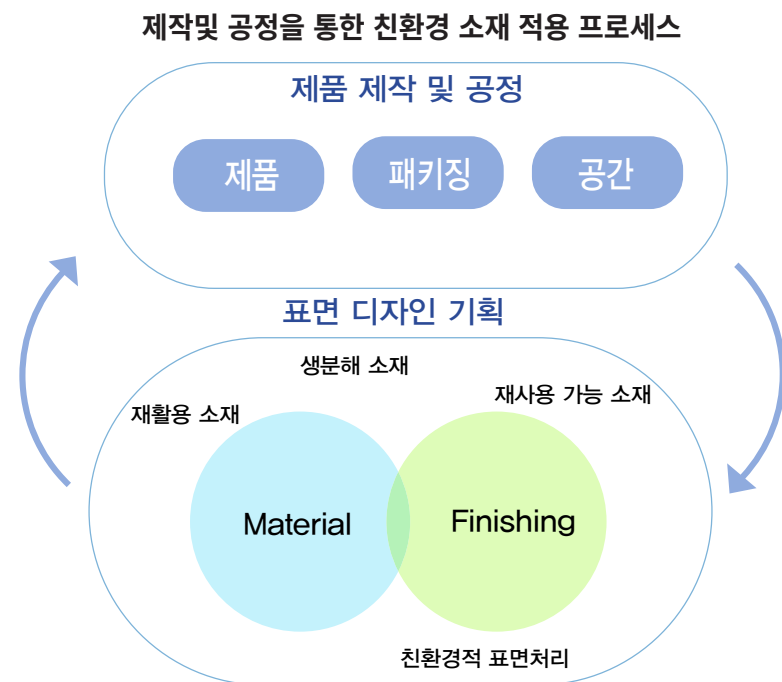 제작및 공정을 통한 친환경 소재 적용 프로세스
제품 제작 및 공정
제품 패키징 공간
표면 디자인 기획
생분해 소재
재사용 가능 소재
재활용 소재
Material Finishing
친환경적 표면처리